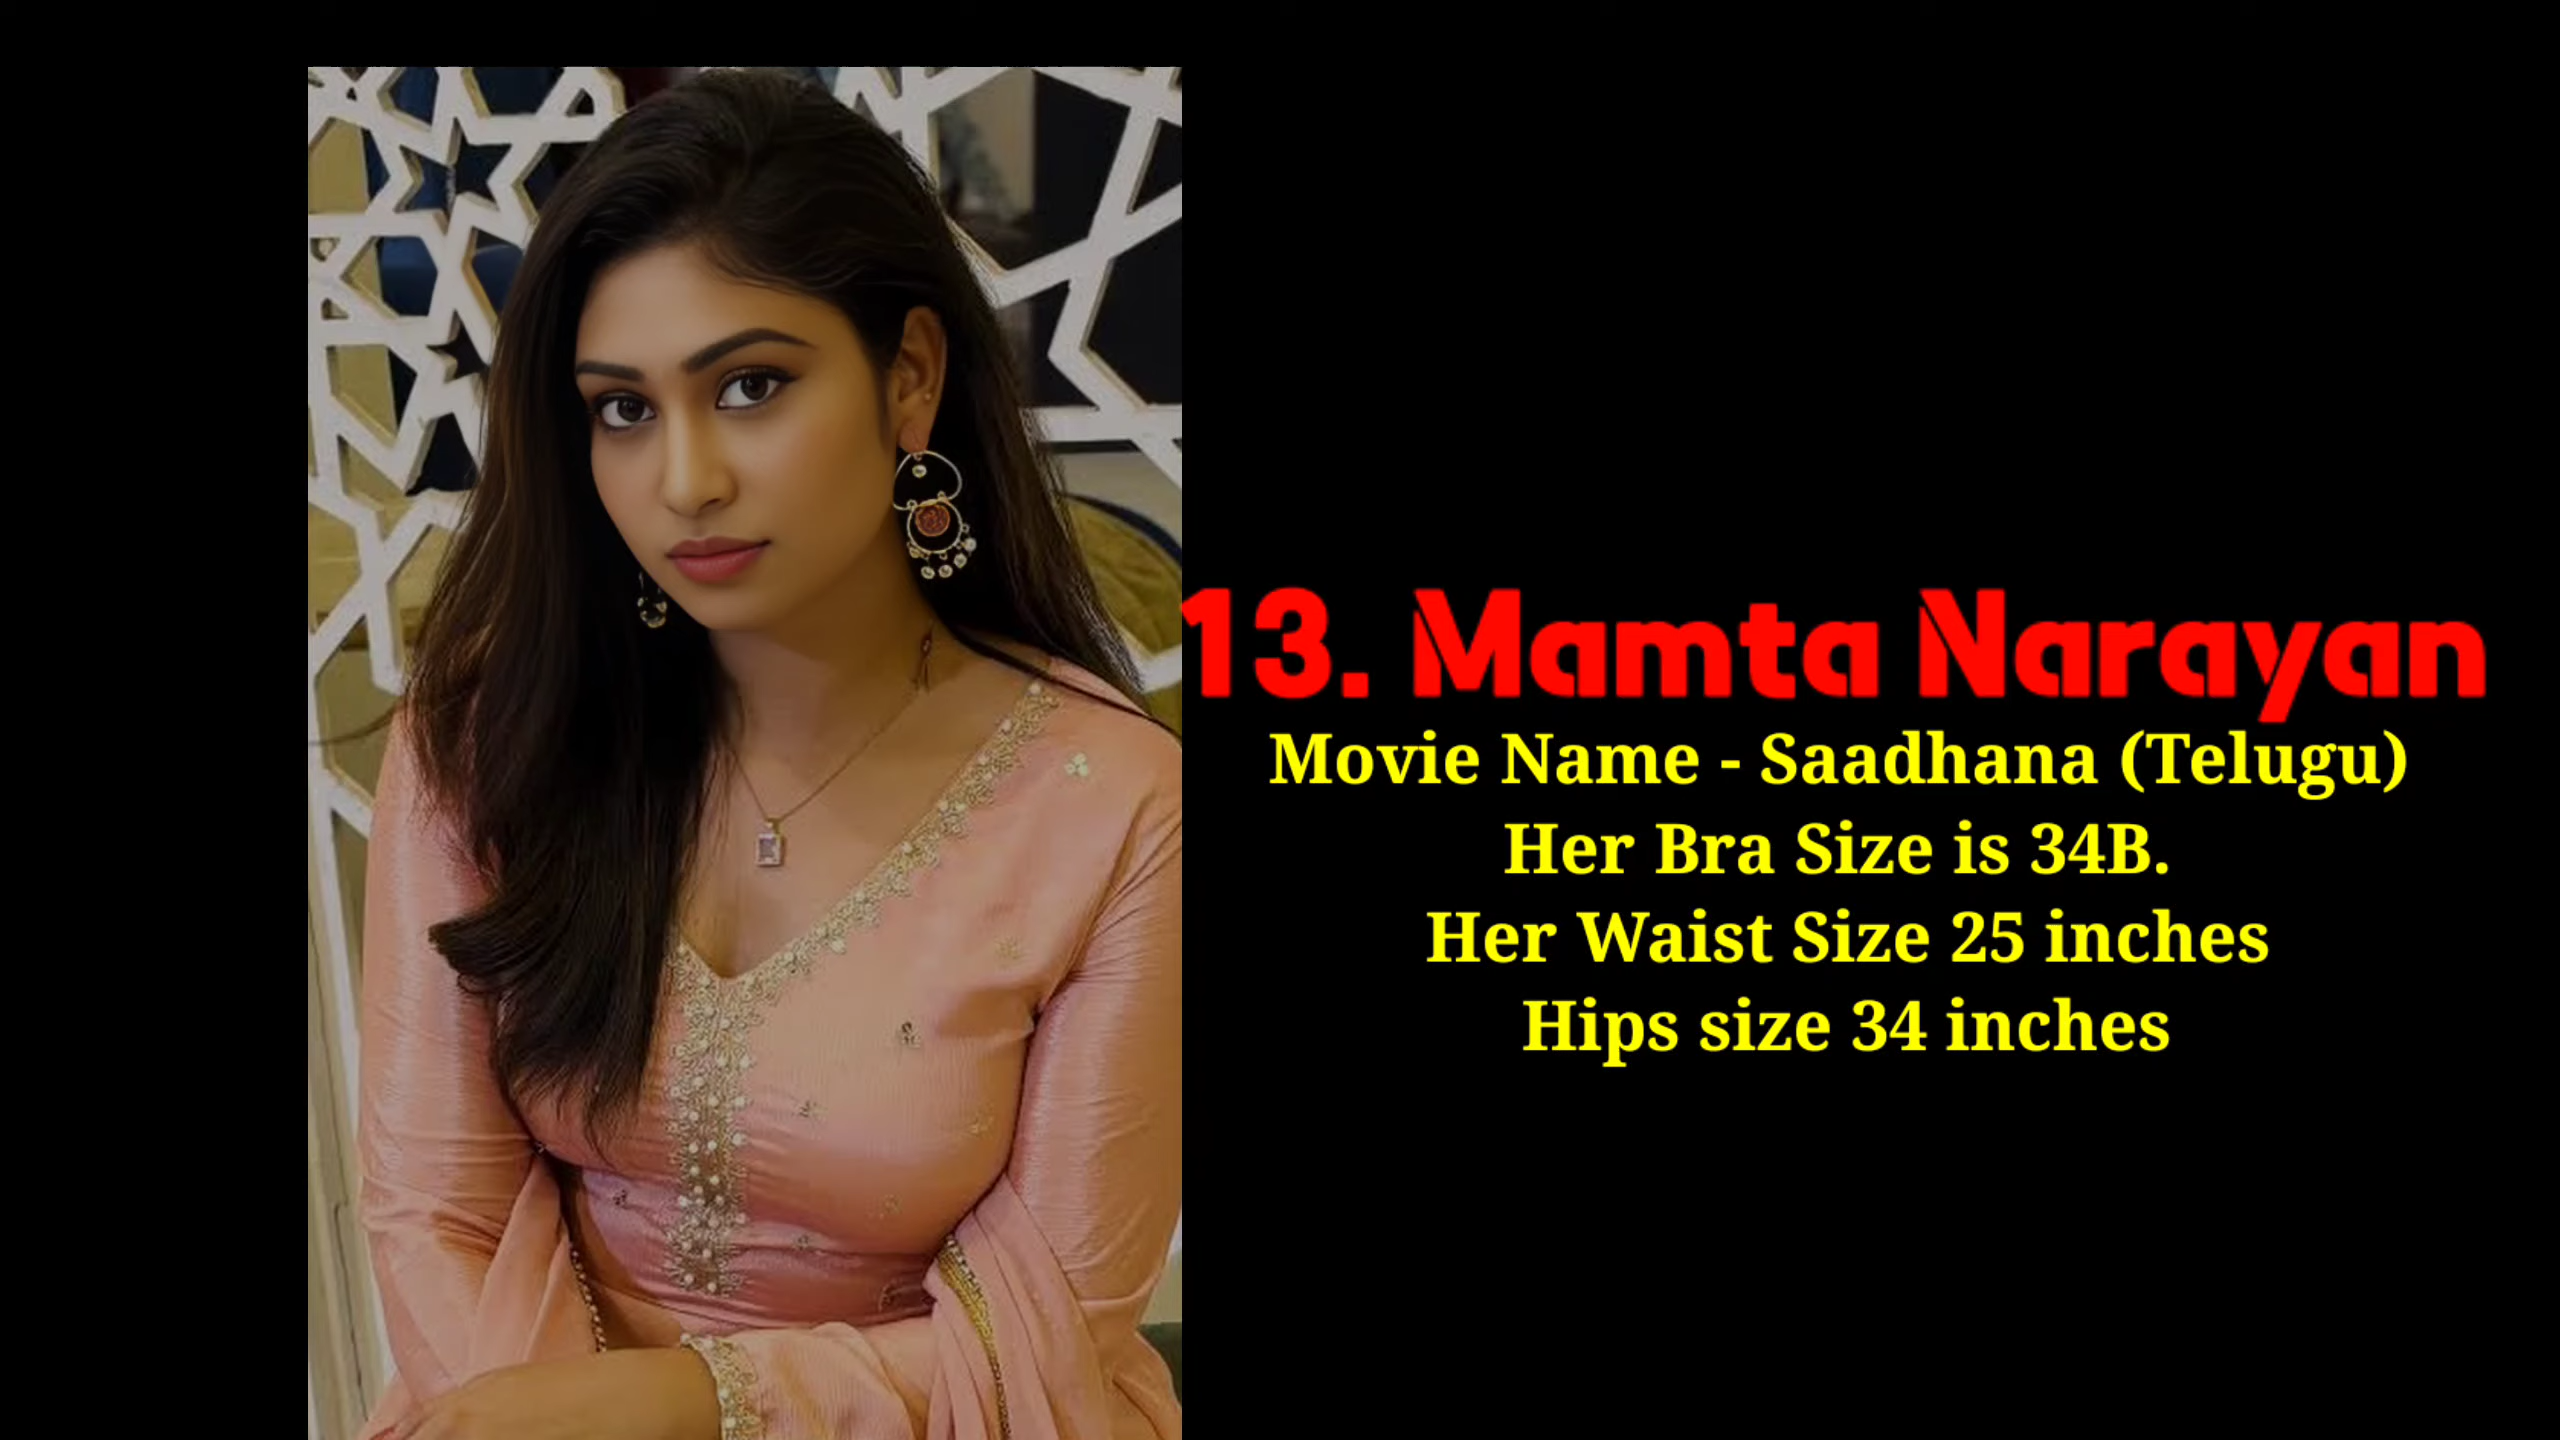 13. Mamta Narayan
Movie Name - Saadhana (Telugu)
Her Bra Size is 34B.
Her Waist Size 25 inches
Hips size 34 inches